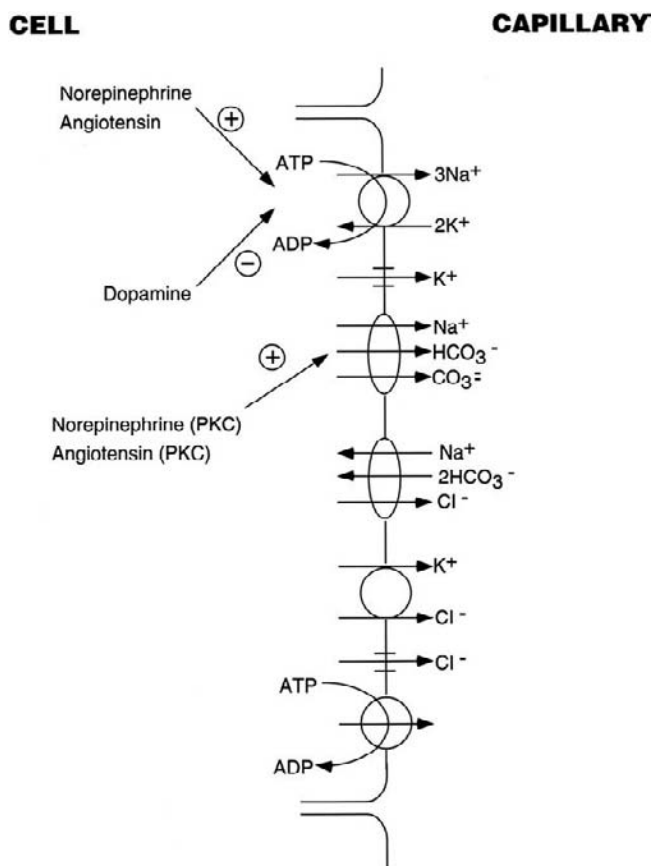 CELL
CAPILLARY
Norepinephrine
Angiotensin
+
ATP
3Na+
2K+
ADP
−
Dopamine
K+
Na+
HCO3-
CO3=
+
Norepinephrine (PKC)
Angiotensin (PKC)
Na+
2HCO3-
Cl-
K+
Cl-
Cl-
ATP
ADP